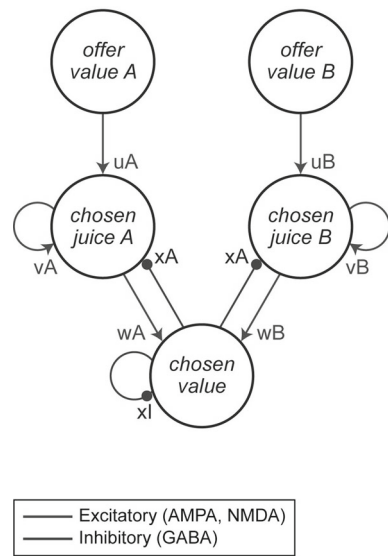 offer
value A
offer
value B
uA
uB
chosen
juice A
chosen
juice B
xA
xA
vA
vB
wA
wB
chosen
value
xI
Excitatory (AMPA, NMDA)
Inhibitory (GABA)